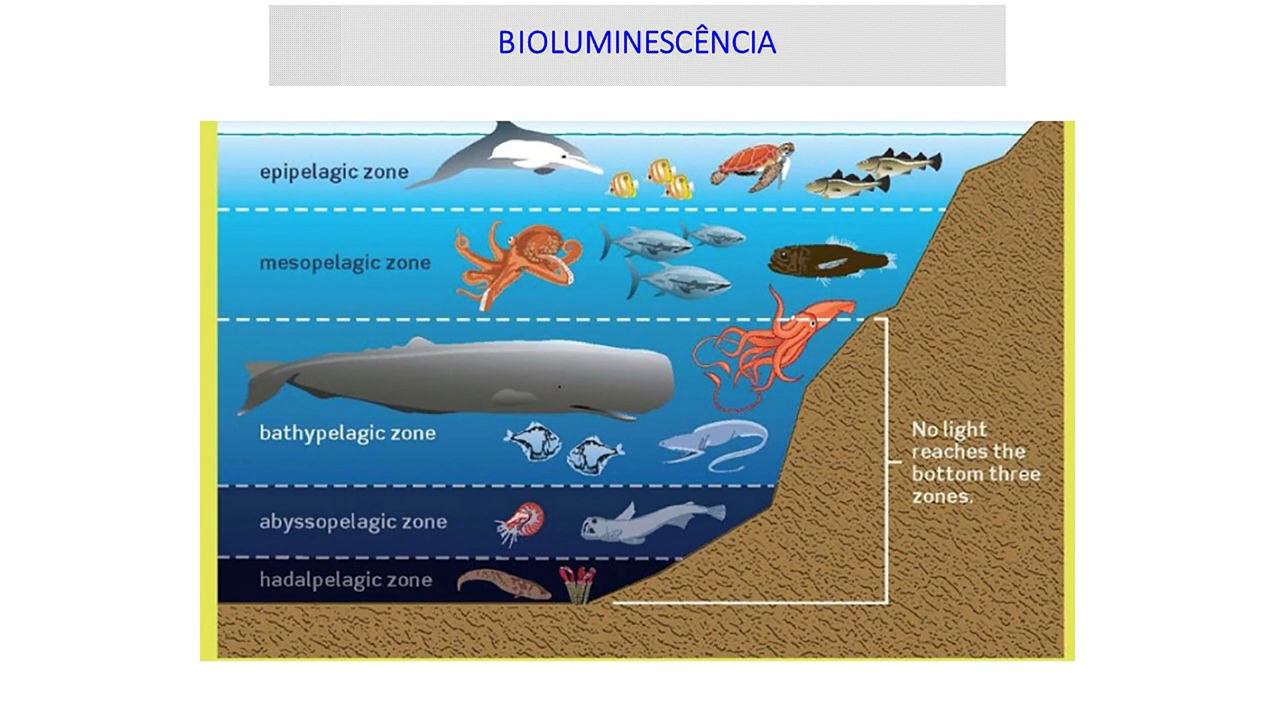 BIOLUMINESCÊNCIA
epipelagic zone
mesopelagic zone
bathypelagic zone
No light
reaches the
bottom three
zones.
abyssopelagic zone
hadalpelagic zone